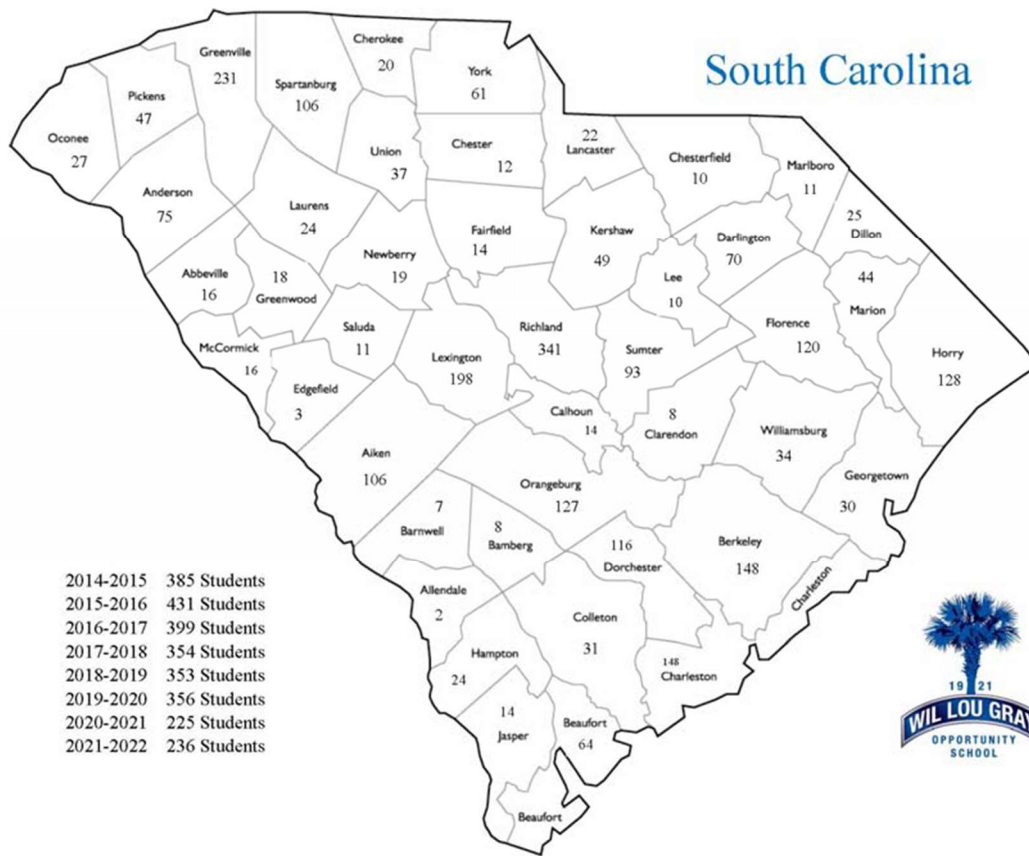 South Carolina
Cherokee
20
Greenville
231
York
61
Spartanburg
106
Pickens
47
Oconee
27
Union
37
Chester
12
22
Lancaster
Chesterfield
10
Marlboro
11
Anderson
75
Laurens
24
25
Dillon
Fairfield
14
Kershaw
49
Darlington
70
Newberry
19
Abbeville
16
18
Greenwood
Lee
10
44
Marion
Saluda
11
McCormick
16
Lexington
198
Richland
341
Sumter
93
Florence
120
Horry
128
Edgefield
3
Calhoun
14
8
Clarendon
Williamsburg
34
Aiken
106
Orangeburg
127
Georgetown
30
7
Barnwell
8
Bamberg
116
Dorchester
Berkeley
148
Charleston
Allendale
2
Colleton
31
Hampton
24
148
Charleston
14
Jasper
Beaufort
64
Beaufort
2014-2015 385 Students
2015-2016 431 Students
2016-2017 399 Students
2017-2018 354 Students
2018-2019 353 Students
2019-2020 356 Students
2020-2021 225 Students
2021-2022 236 Students
19 21
WIL LOU GRAY
OPPORTUNITY
SCHOOL